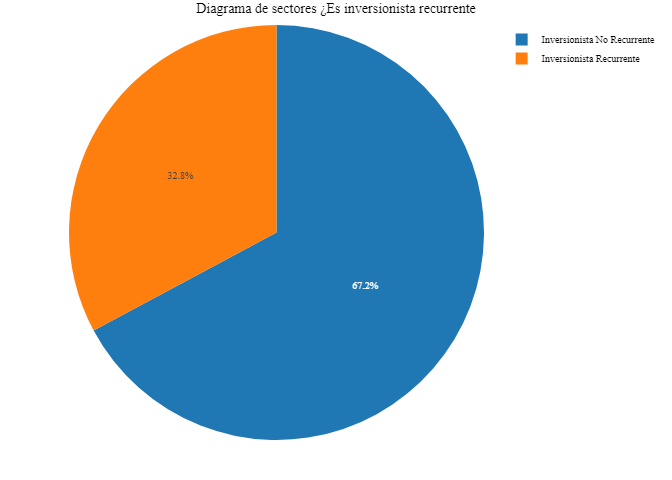 Diagrama de sectores ¿Es inversionista recurrente
Inversionista No Recurrente
Inversionista Recurrente
32.8%
67.2%